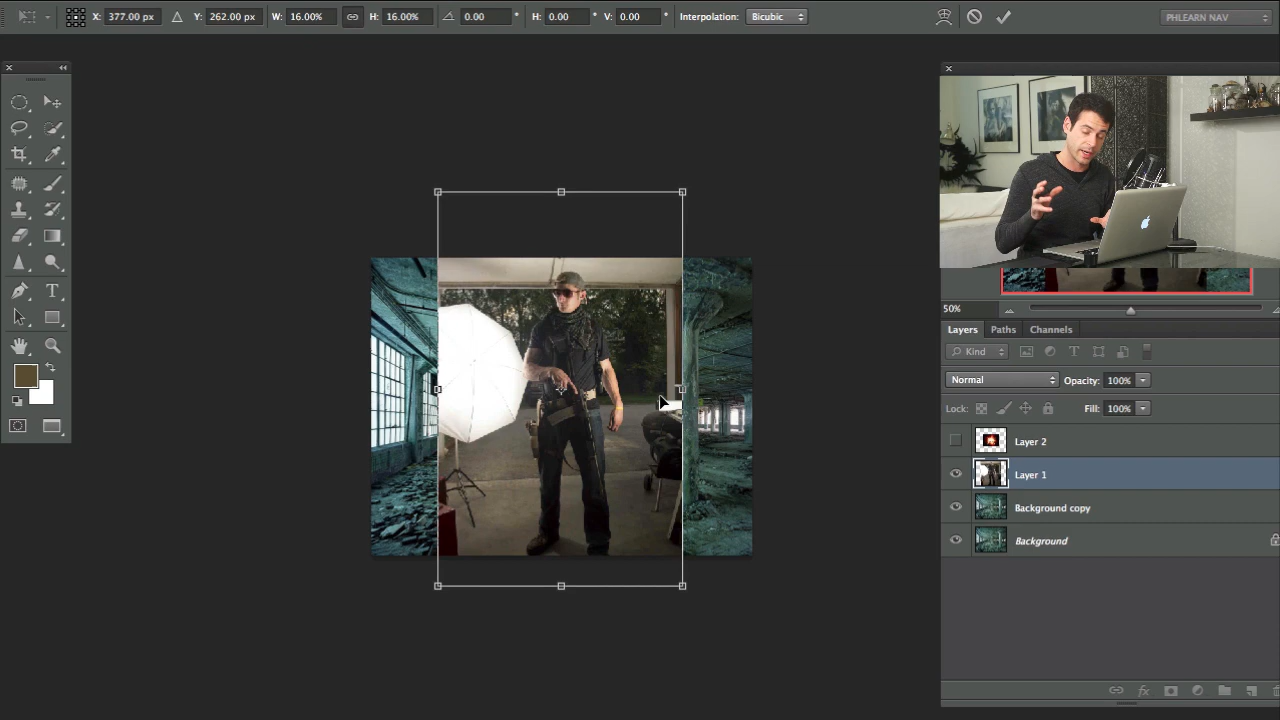 X: 377.00 px Y: 262.00 px W: 16.00% H: 16.00% 0.00 ° H: 0.00 ° V: 0.00 ° Interpolation: Bicubic PHLEARN NAV
50%
Layers Paths Channels
Kind
Normal Opacity: 100%
Lock: Fill: 100%
Layer 2
Layer 1
Background copy
Background
T
fx